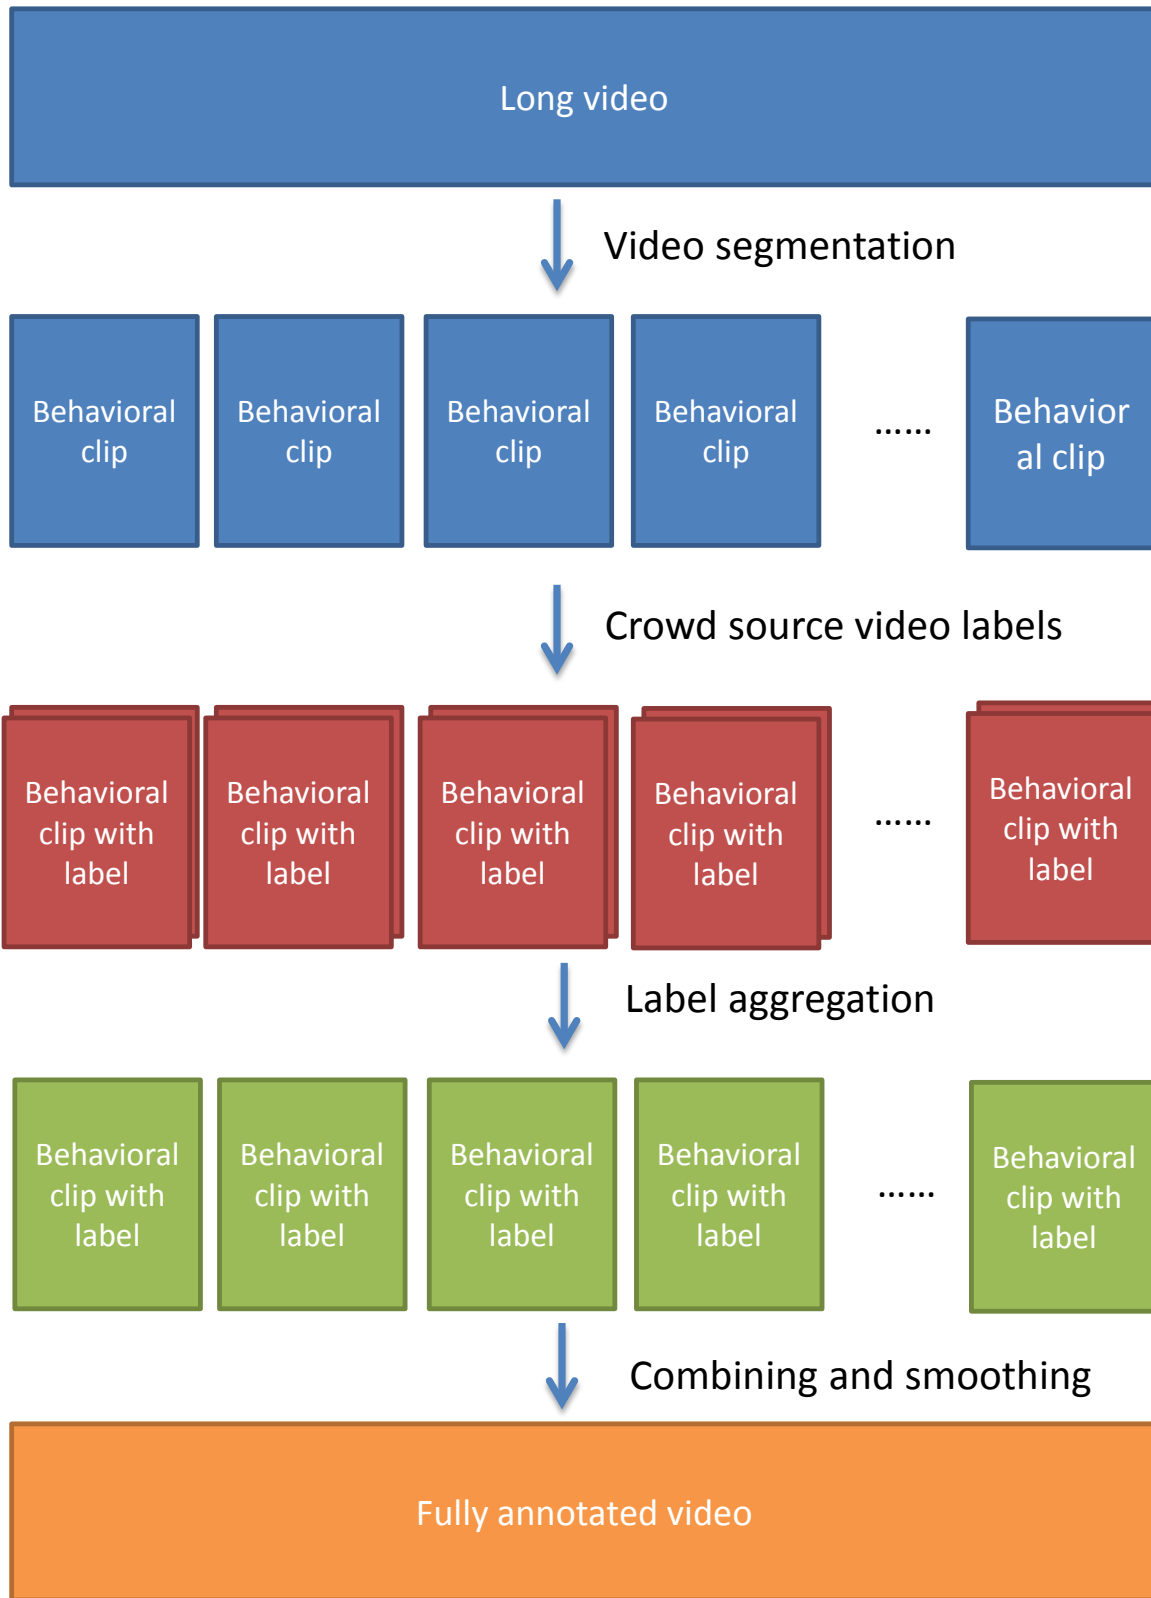 Long video
Video segmentation
Behavioral
clip
Behavioral
clip
Behavioral
clip
Behavioral
clip
......
Behavior
al clip
Crowd source video labels
Behavioral
clip with
label
Behavioral
clip with
label
Behavioral
clip with
label
Behavioral
clip with
label
......
Behavioral
clip with
label
Label aggregation
Behavioral
clip with
label
Behavioral
clip with
label
Behavioral
clip with
label
Behavioral
clip with
label
......
Behavioral
clip with
label
Combining and smoothing
Fully annotated video